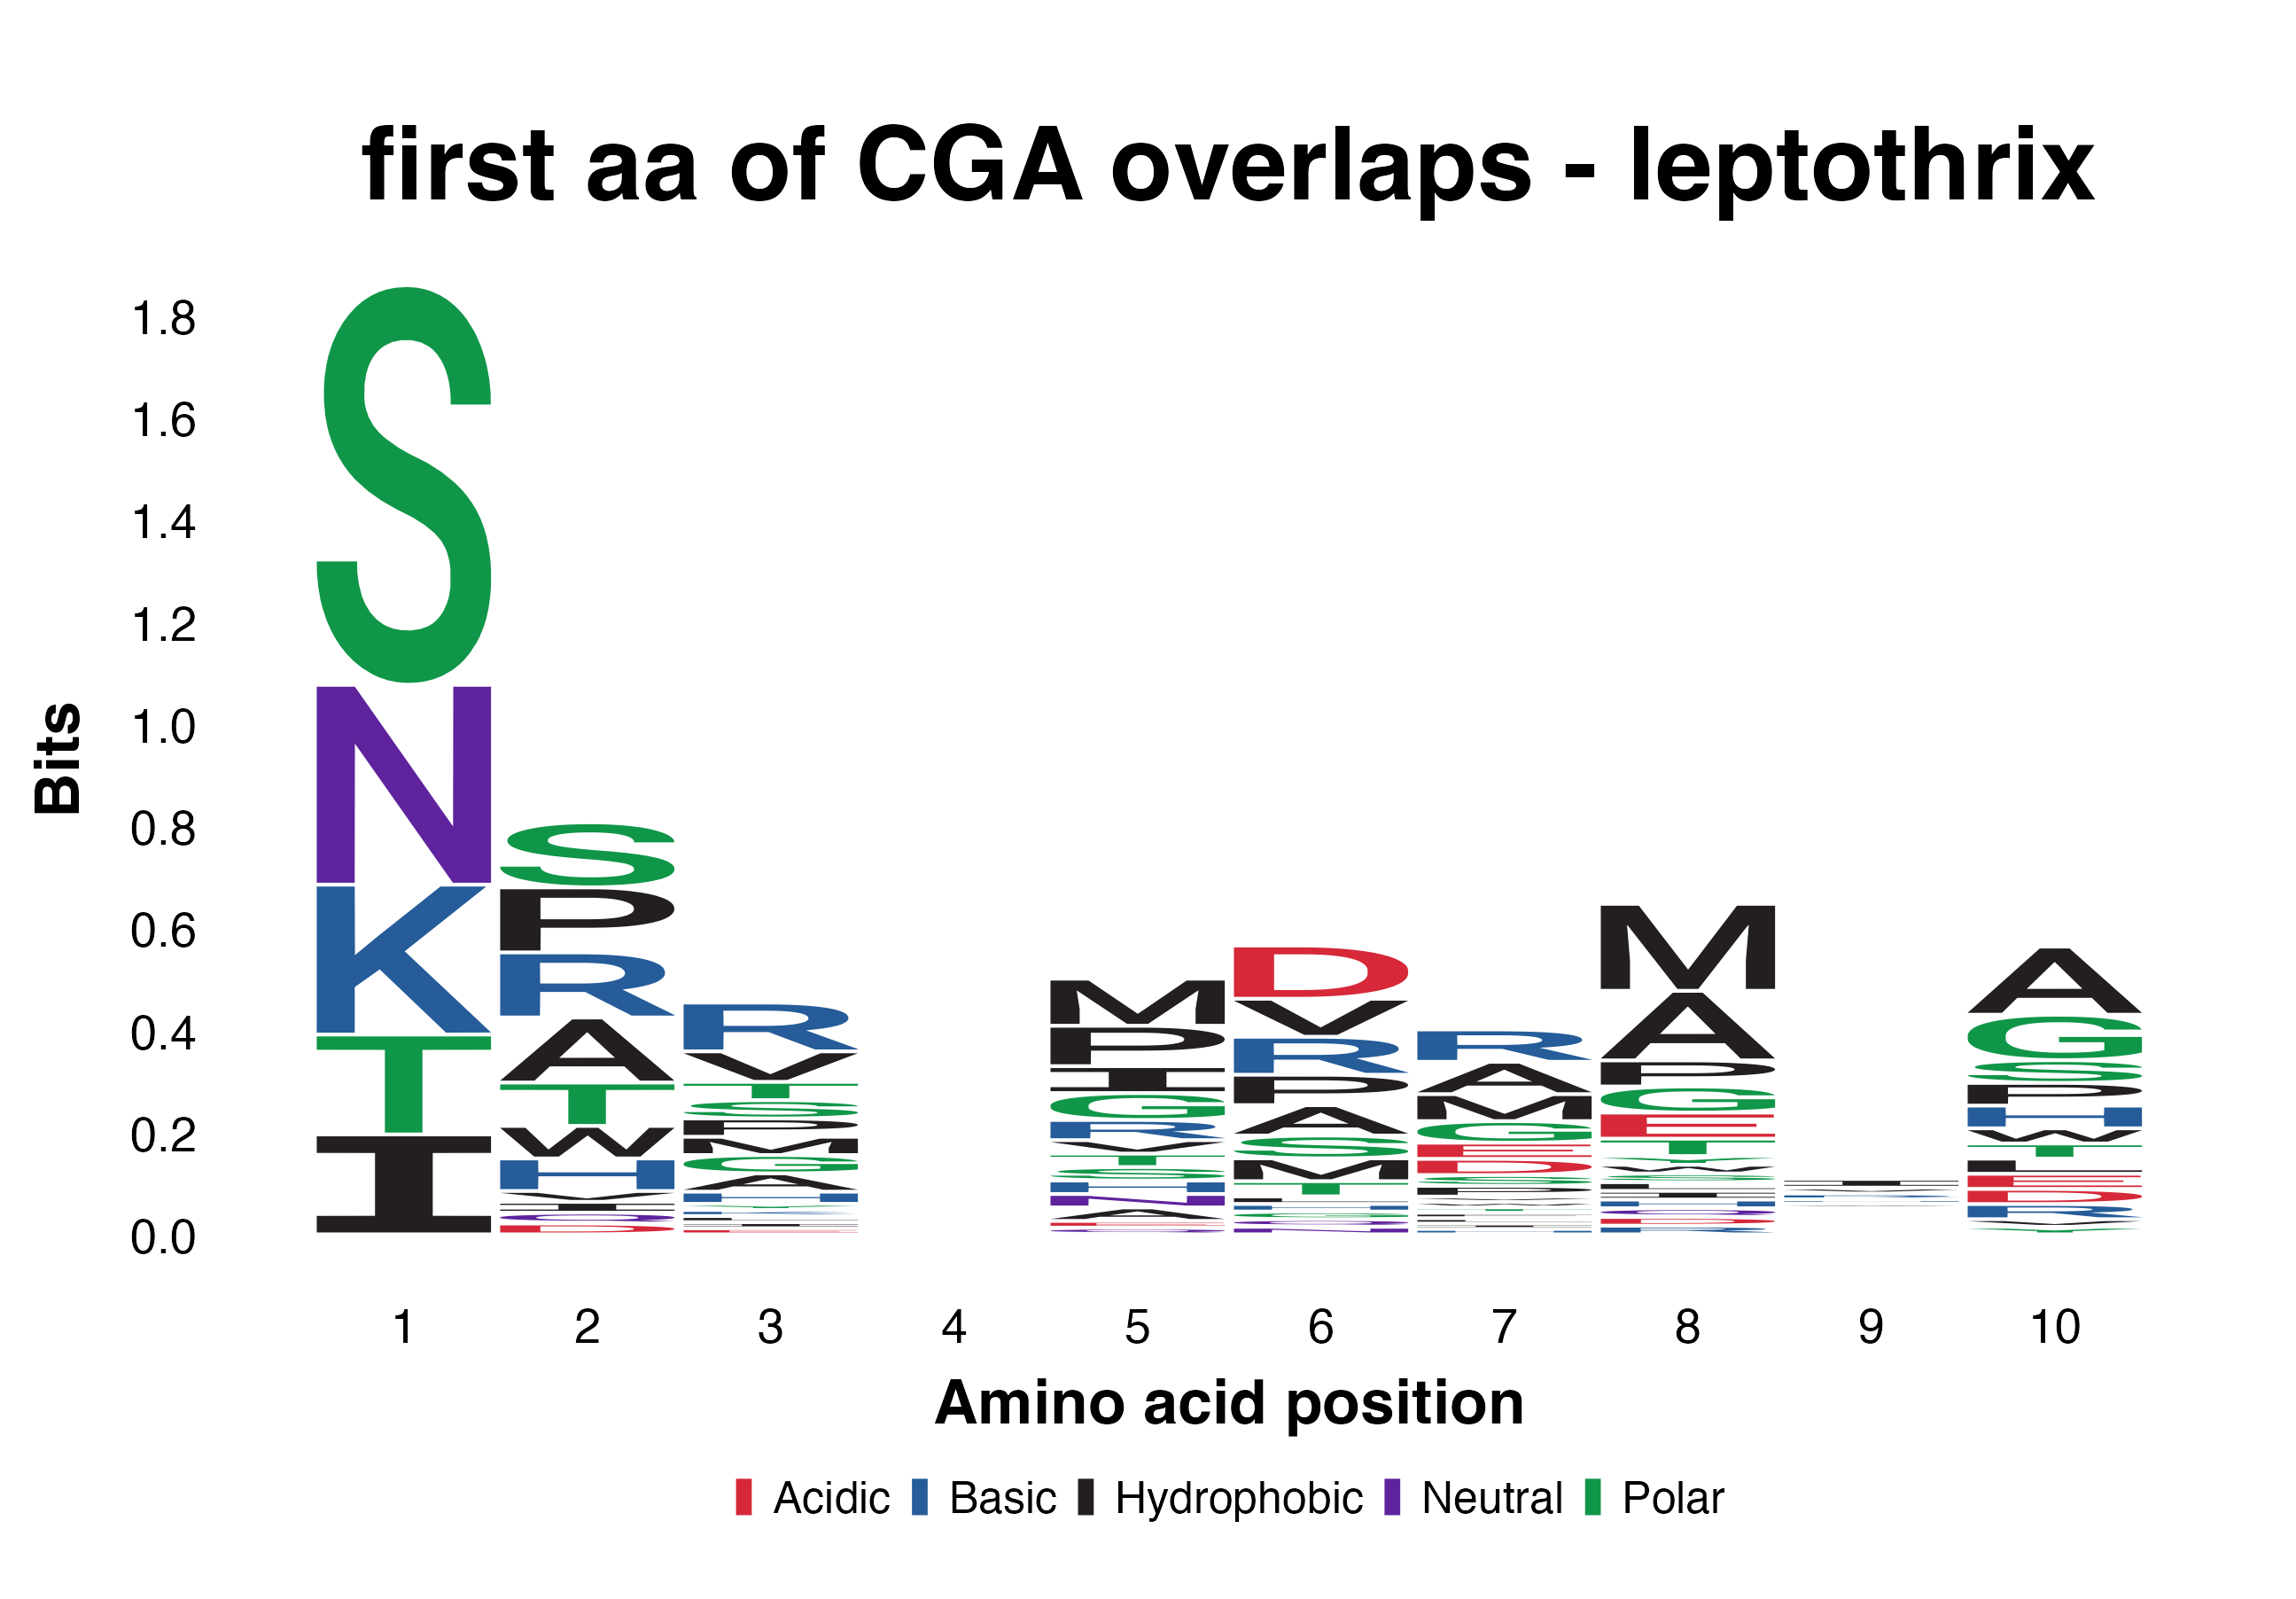 first aa of CGA overlaps - leptothrix
1.8
1.6
1.4
1.2
1.0
0.8
0.6
0.4
0.2
0.0
Bits
S
N
K
T
I
S
P
R
A
T
W
H
R
V
T
S
P
M
G
A
H
M
P
I
G
R
V
T
S
H
N
A
D
V
R
P
A
S
M
T
R
A
M
G
E
D
S
P
M
A
P
G
E
T
A
G
S
P
H
W
T
F
E
D
R
V
1 2 3 4 5 6 7 8 9 10
Amino acid position
Acidic Basic Hydrophobic Neutral Polar